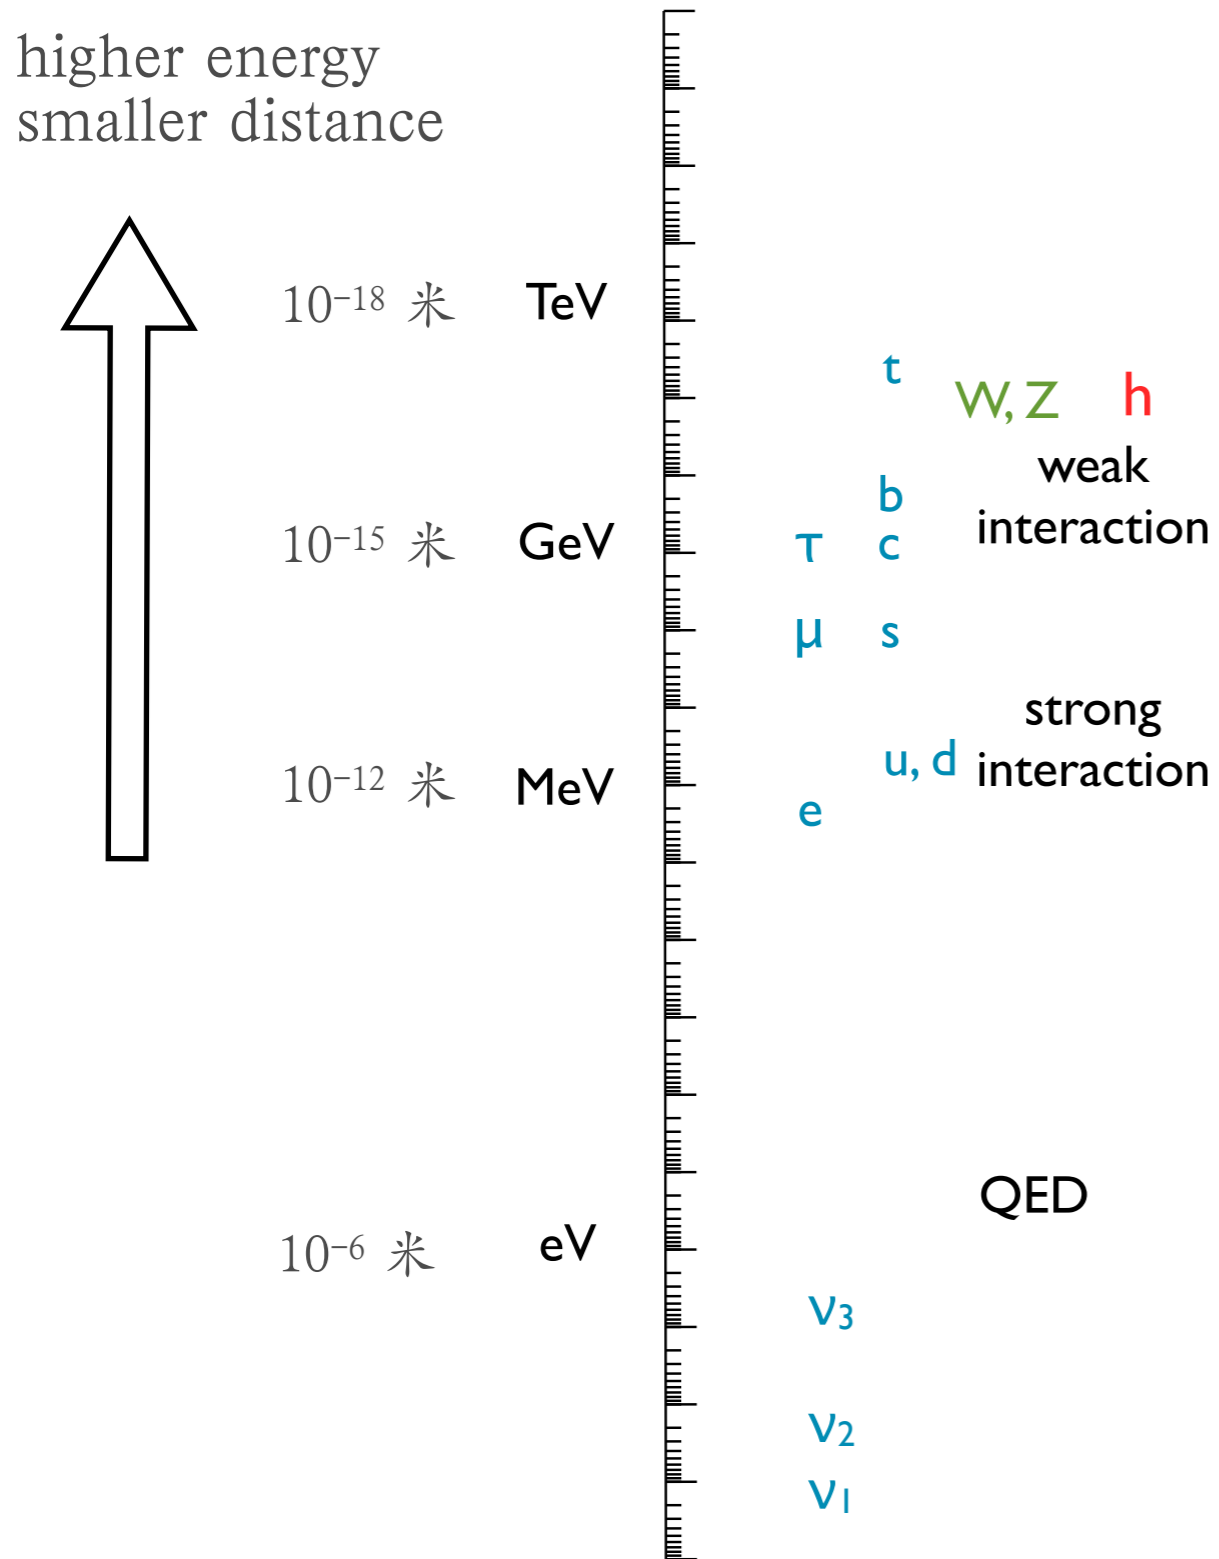 higher energy
smaller distance
10⁻¹⁸ 米 TeV
t
W, Z h
weak
b
interaction
10⁻¹⁵ 米 GeV τ c
μ s
strong
u, d interaction
10⁻¹² 米 MeV
e
QED
10⁻⁶ 米 eV
ν₃
ν₂
ν₁